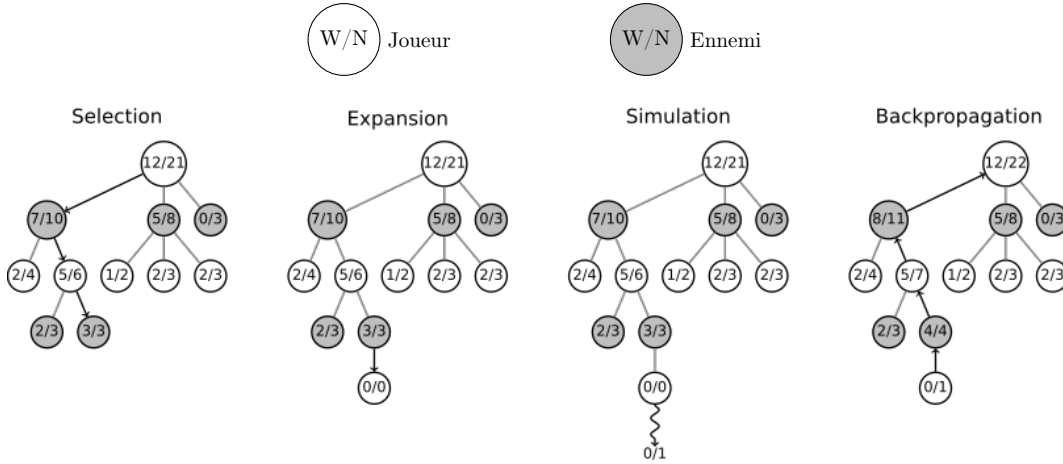 W/N Joueur W/N Ennemi
Selection Expansion Simulation Backpropagation
12/21 12/21 12/21 12/22
7/10 5/8 0/3 7/10 5/8 0/3 7/10 5/8 0/3 8/11 5/8 0/3
2/4 5/6 1/2 2/3 2/3 2/4 5/6 1/2 2/3 2/3 2/4 5/6 1/2 2/3 2/3 2/4 5/7 1/2 2/3 2/3
2/3 3/3 2/3 3/3 2/3 3/3 2/3 4/4
0/0 0/0 0/1
0/1